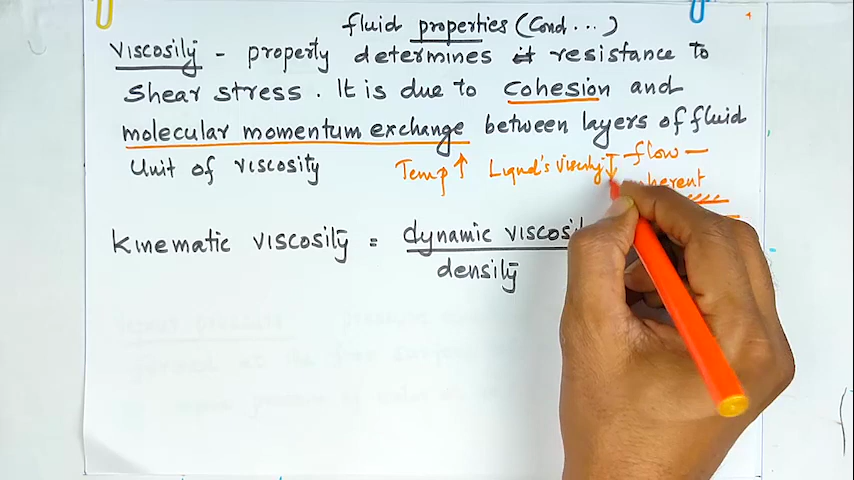 fluid properties (Cond ...)
Viscosity - property determines it resistance to
Shear stress. It is due to cohesion and
molecular momentum exchange between layers of fluid
Unit of viscosity Temp ↑ Liquid's viscosity ↓ flow -
Kinematic viscosity = dynamic
density